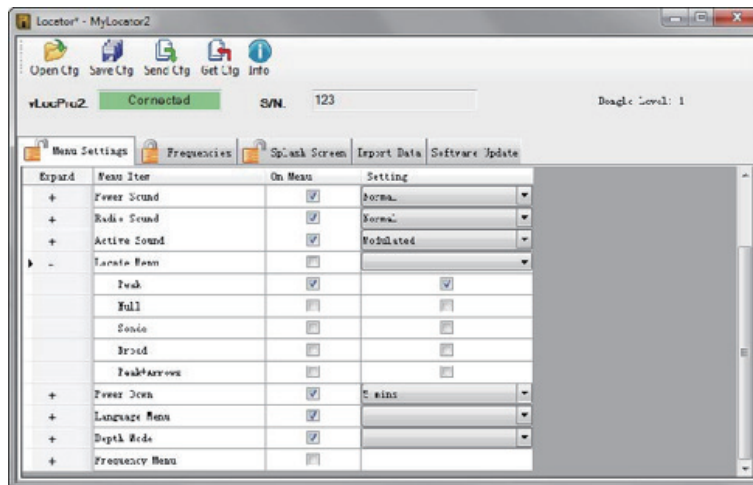 Locator* - MyLocator2
Open Cfg Save Cfg Send Cfg Get Cfg Info
vLocPro2. Connected S/N. 123 Dongle Level: 1
Menu Settings Frequencies Splash Screen Import Data Software Update
Expand Menu Item On Menu Setting
+ Power Sound Normal
+ Radio Sound Normal
+ Active Sound Modulated
- Locate Menu
Peak
Null
Sonde
Broad
Peak+Arrows
+ Power Down 5 mins
+ Language Menu
+ Depth Mode
+ Frequency Menu